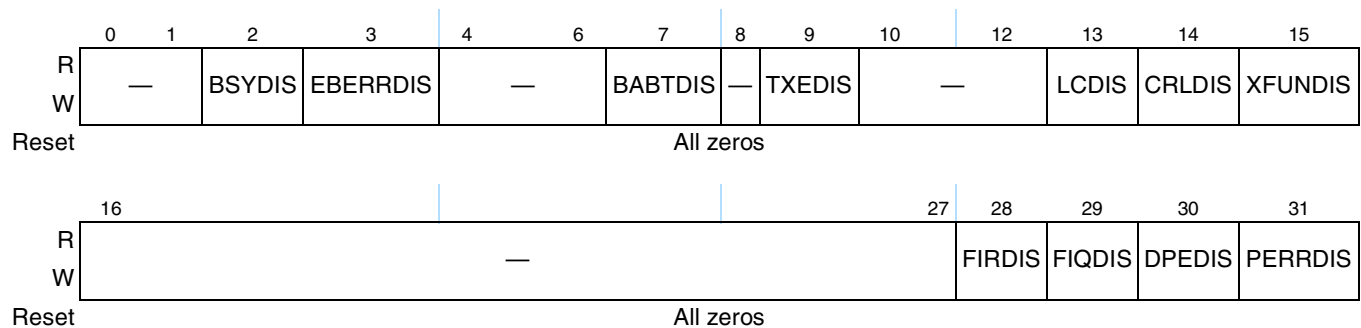 0 1 2 3 4 6 7 8 9 10 12 13 14 15
R
W
— BSYDIS EBERRDIS — BABTDIS — TXEDIS — LCDIS CRLDIS XFUNDIS
Reset All zeros
16 27 28 29 30 31
R
W
— FIRDIS FIQDIS DPEDIS PERRDIS
Reset All zeros